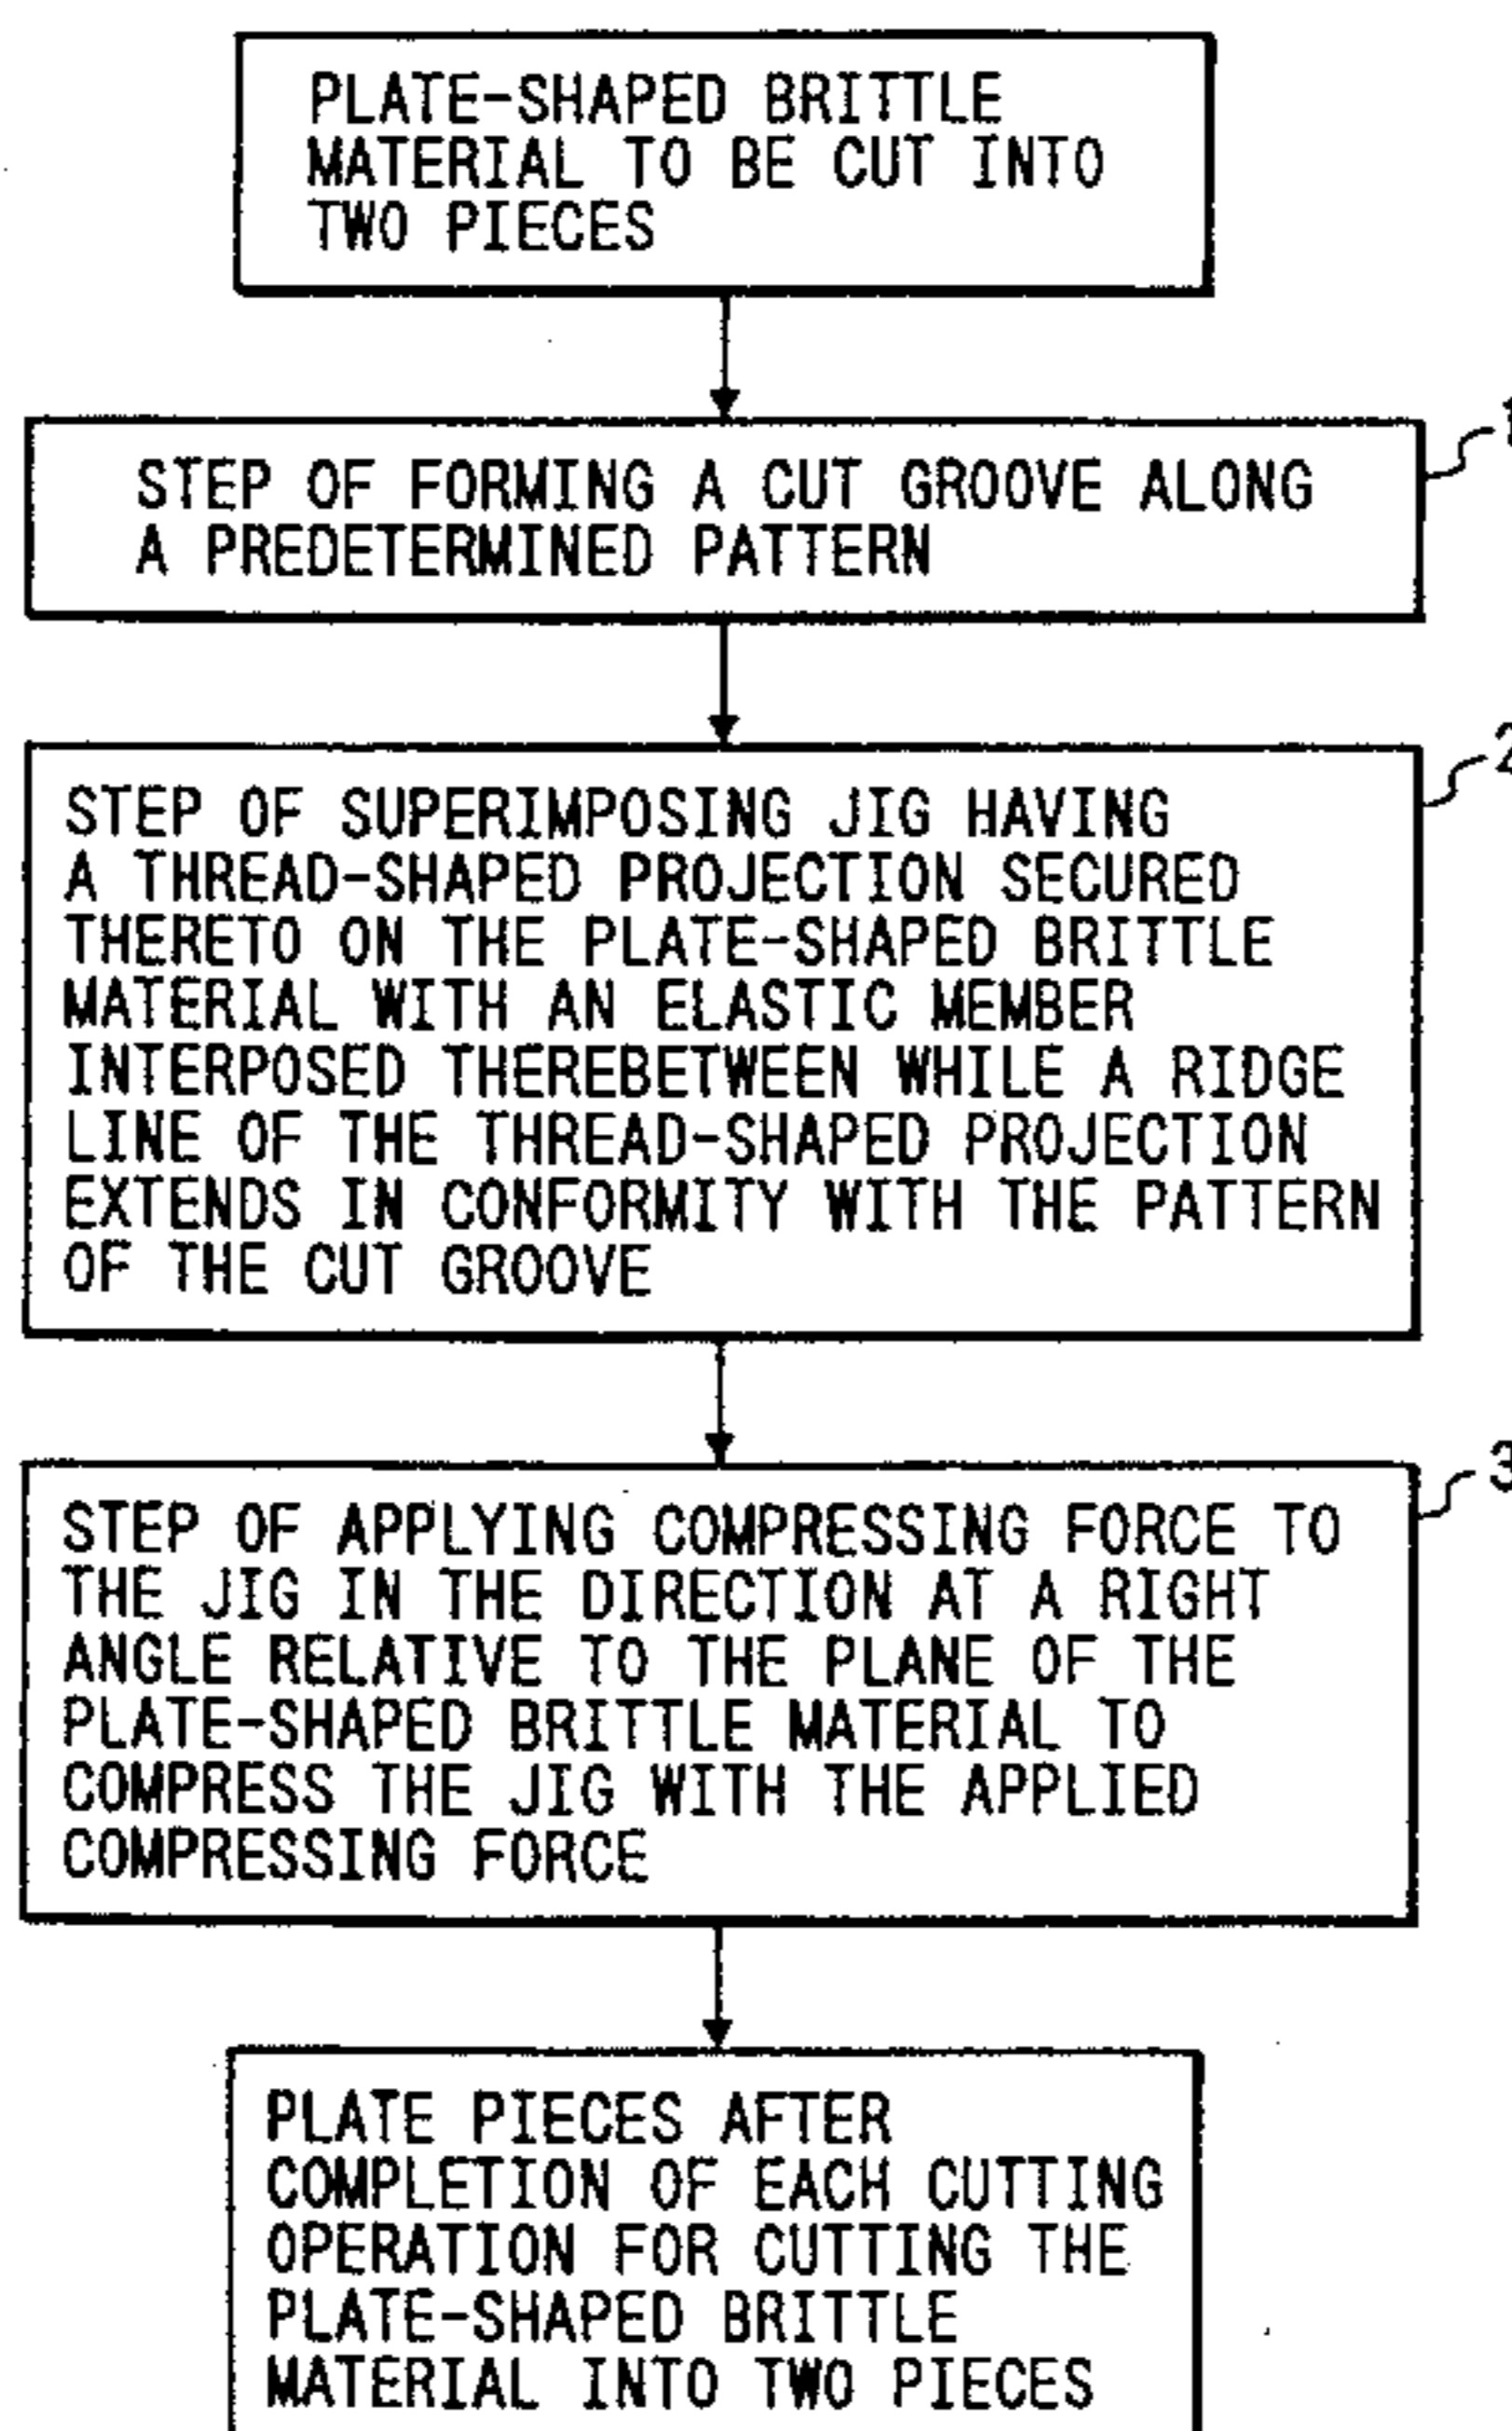 PLATE-SHAPED BRITTLE
MATERIAL TO BE CUT INTO
TWO PIECES
1
STEP OF FORMING A CUT GROOVE ALONG
A PREDETERMINED PATTERN
2
STEP OF SUPERIMPOSING JIG HAVING
A THREAD-SHAPED PROJECTION SECURED
THERETO ON THE PLATE-SHAPED BRITTLE
MATERIAL WITH AN ELASTIC MEMBER
INTERPOSED THEREBETWEEN WHILE A RIDGE
LINE OF THE THREAD-SHAPED PROJECTION
EXTENDS IN CONFORMITY WITH THE PATTERN
OF THE CUT GROOVE
3
STEP OF APPLYING COMPRESSING FORCE TO
THE JIG IN THE DIRECTION AT A RIGHT
ANGLE RELATIVE TO THE PLANE OF THE
PLATE-SHAPED BRITTLE MATERIAL TO
COMPRESS THE JIG WITH THE APPLIED
COMPRESSING FORCE
PLATE PIECES AFTER
COMPLETION OF EACH CUTTING
OPERATION FOR CUTTING THE
PLATE-SHAPED BRITTLE
MATERIAL INTO TWO PIECES